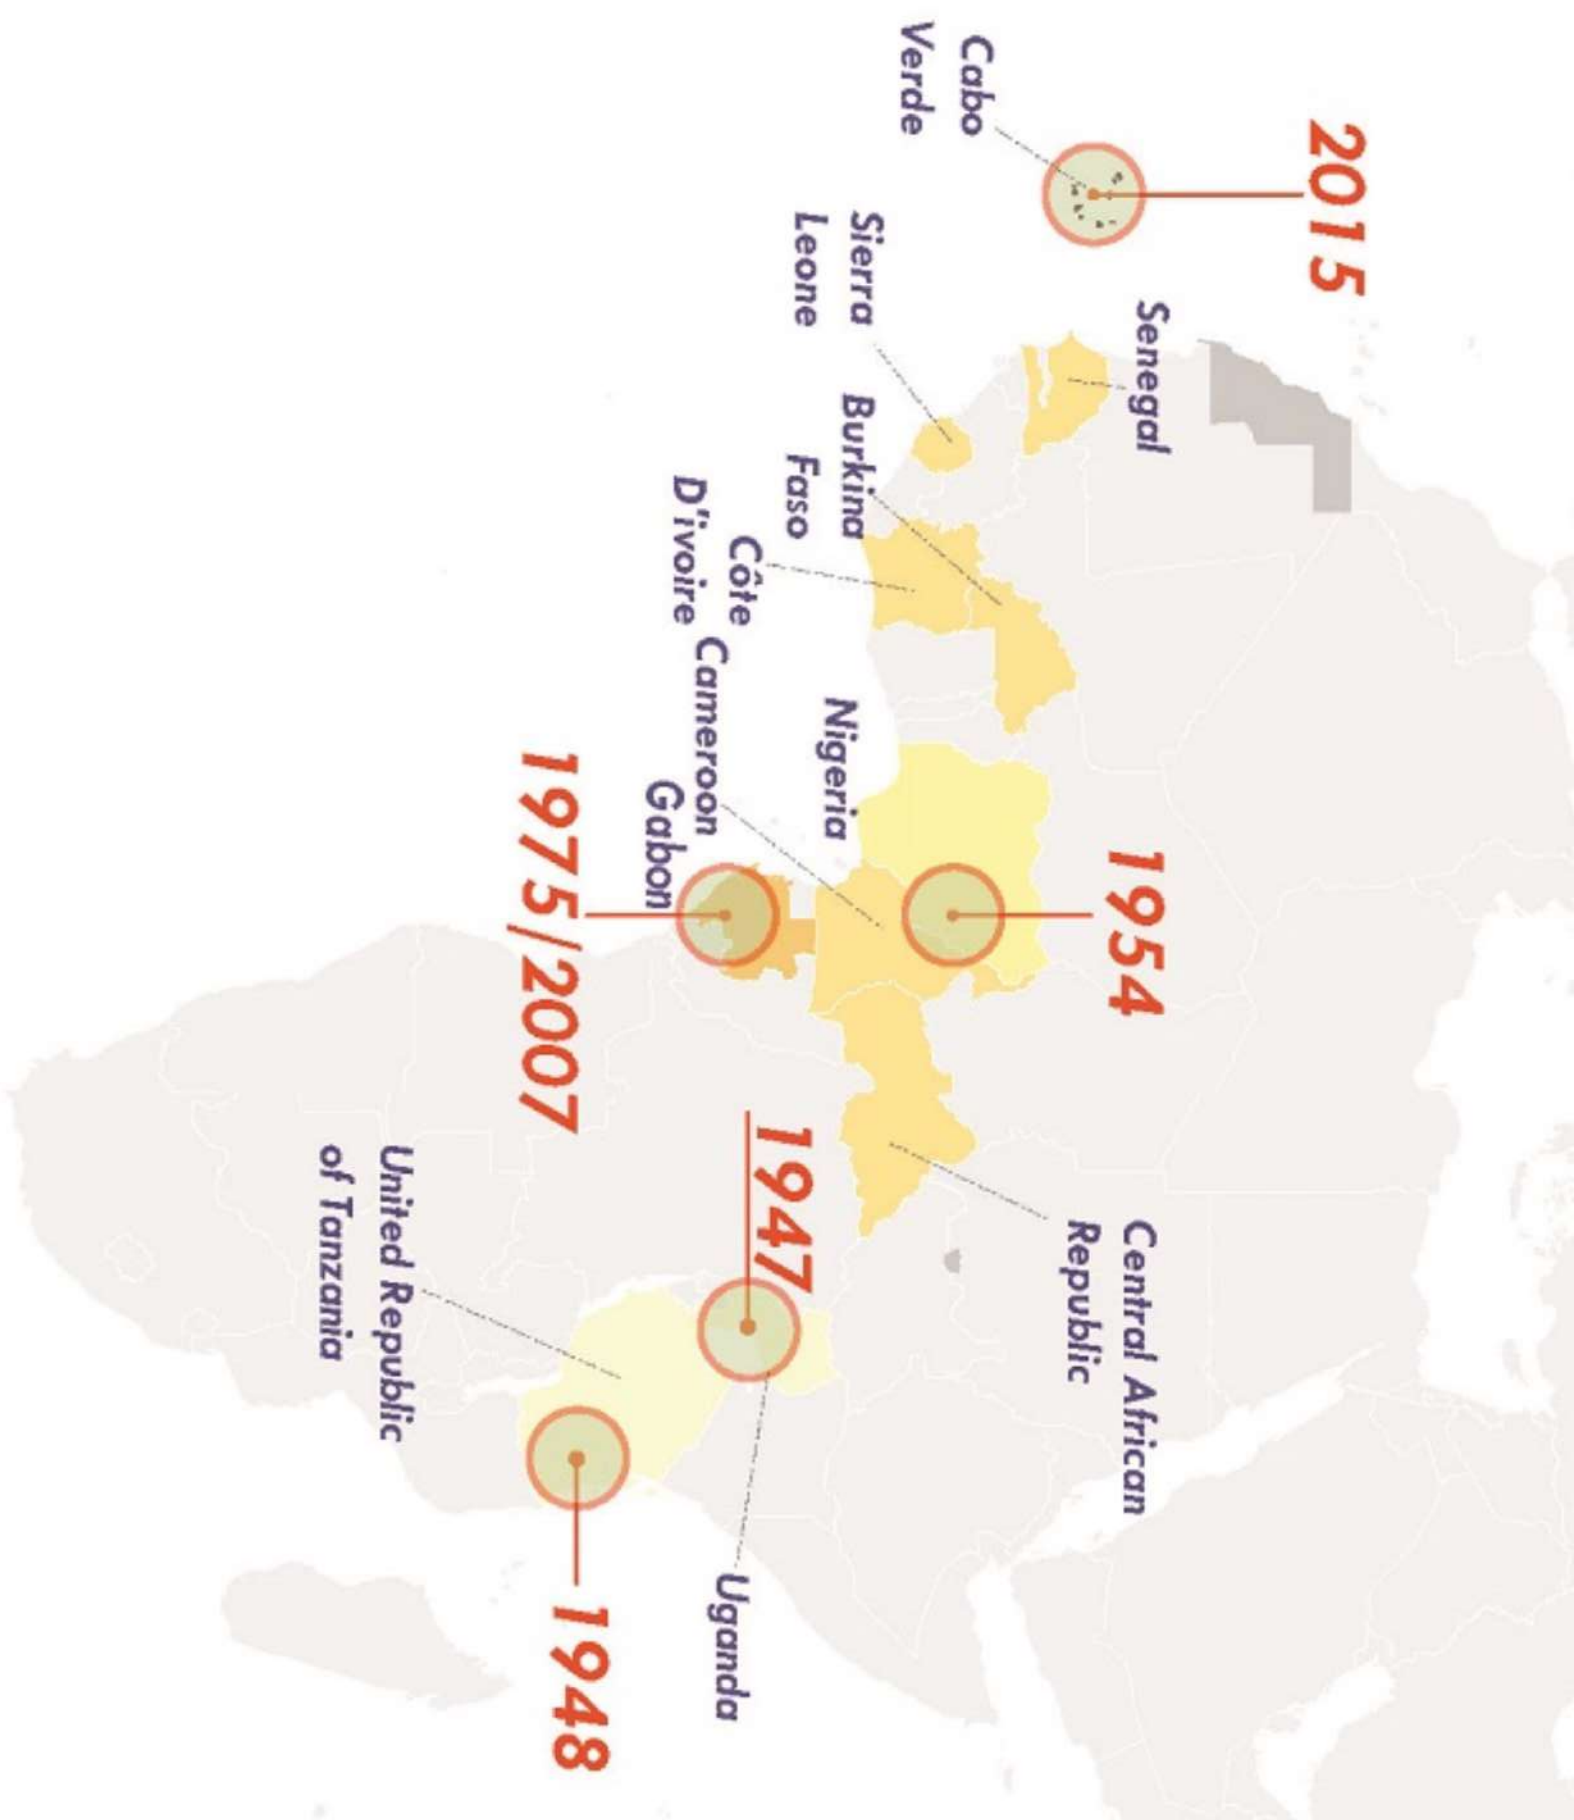 2015
Cabo
Verde
Senegal
Sierra
Leone
Burkina
Faso
Côte
D'ivoire
Nigeria
1954
Cameroon
Gabon
1975/2007
Central African
Republic
1947
Uganda
United Republic
of Tanzania
1948